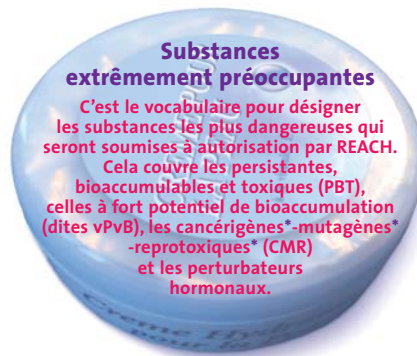 Substances
extrêmement préoccupantes
C'est le vocabulaire pour désigner
les substances les plus dangereuses qui
seront soumises à autorisation par REACH.
Cela couvre les persistantes,
bioaccumulables et toxiques (PBT),
celles à fort potentiel de bioaccumulation
(dites vPvB), les cancérigènes*-mutagènes*
-reprotoxiques* (CMR)
et les perturbateurs
hormonaux.